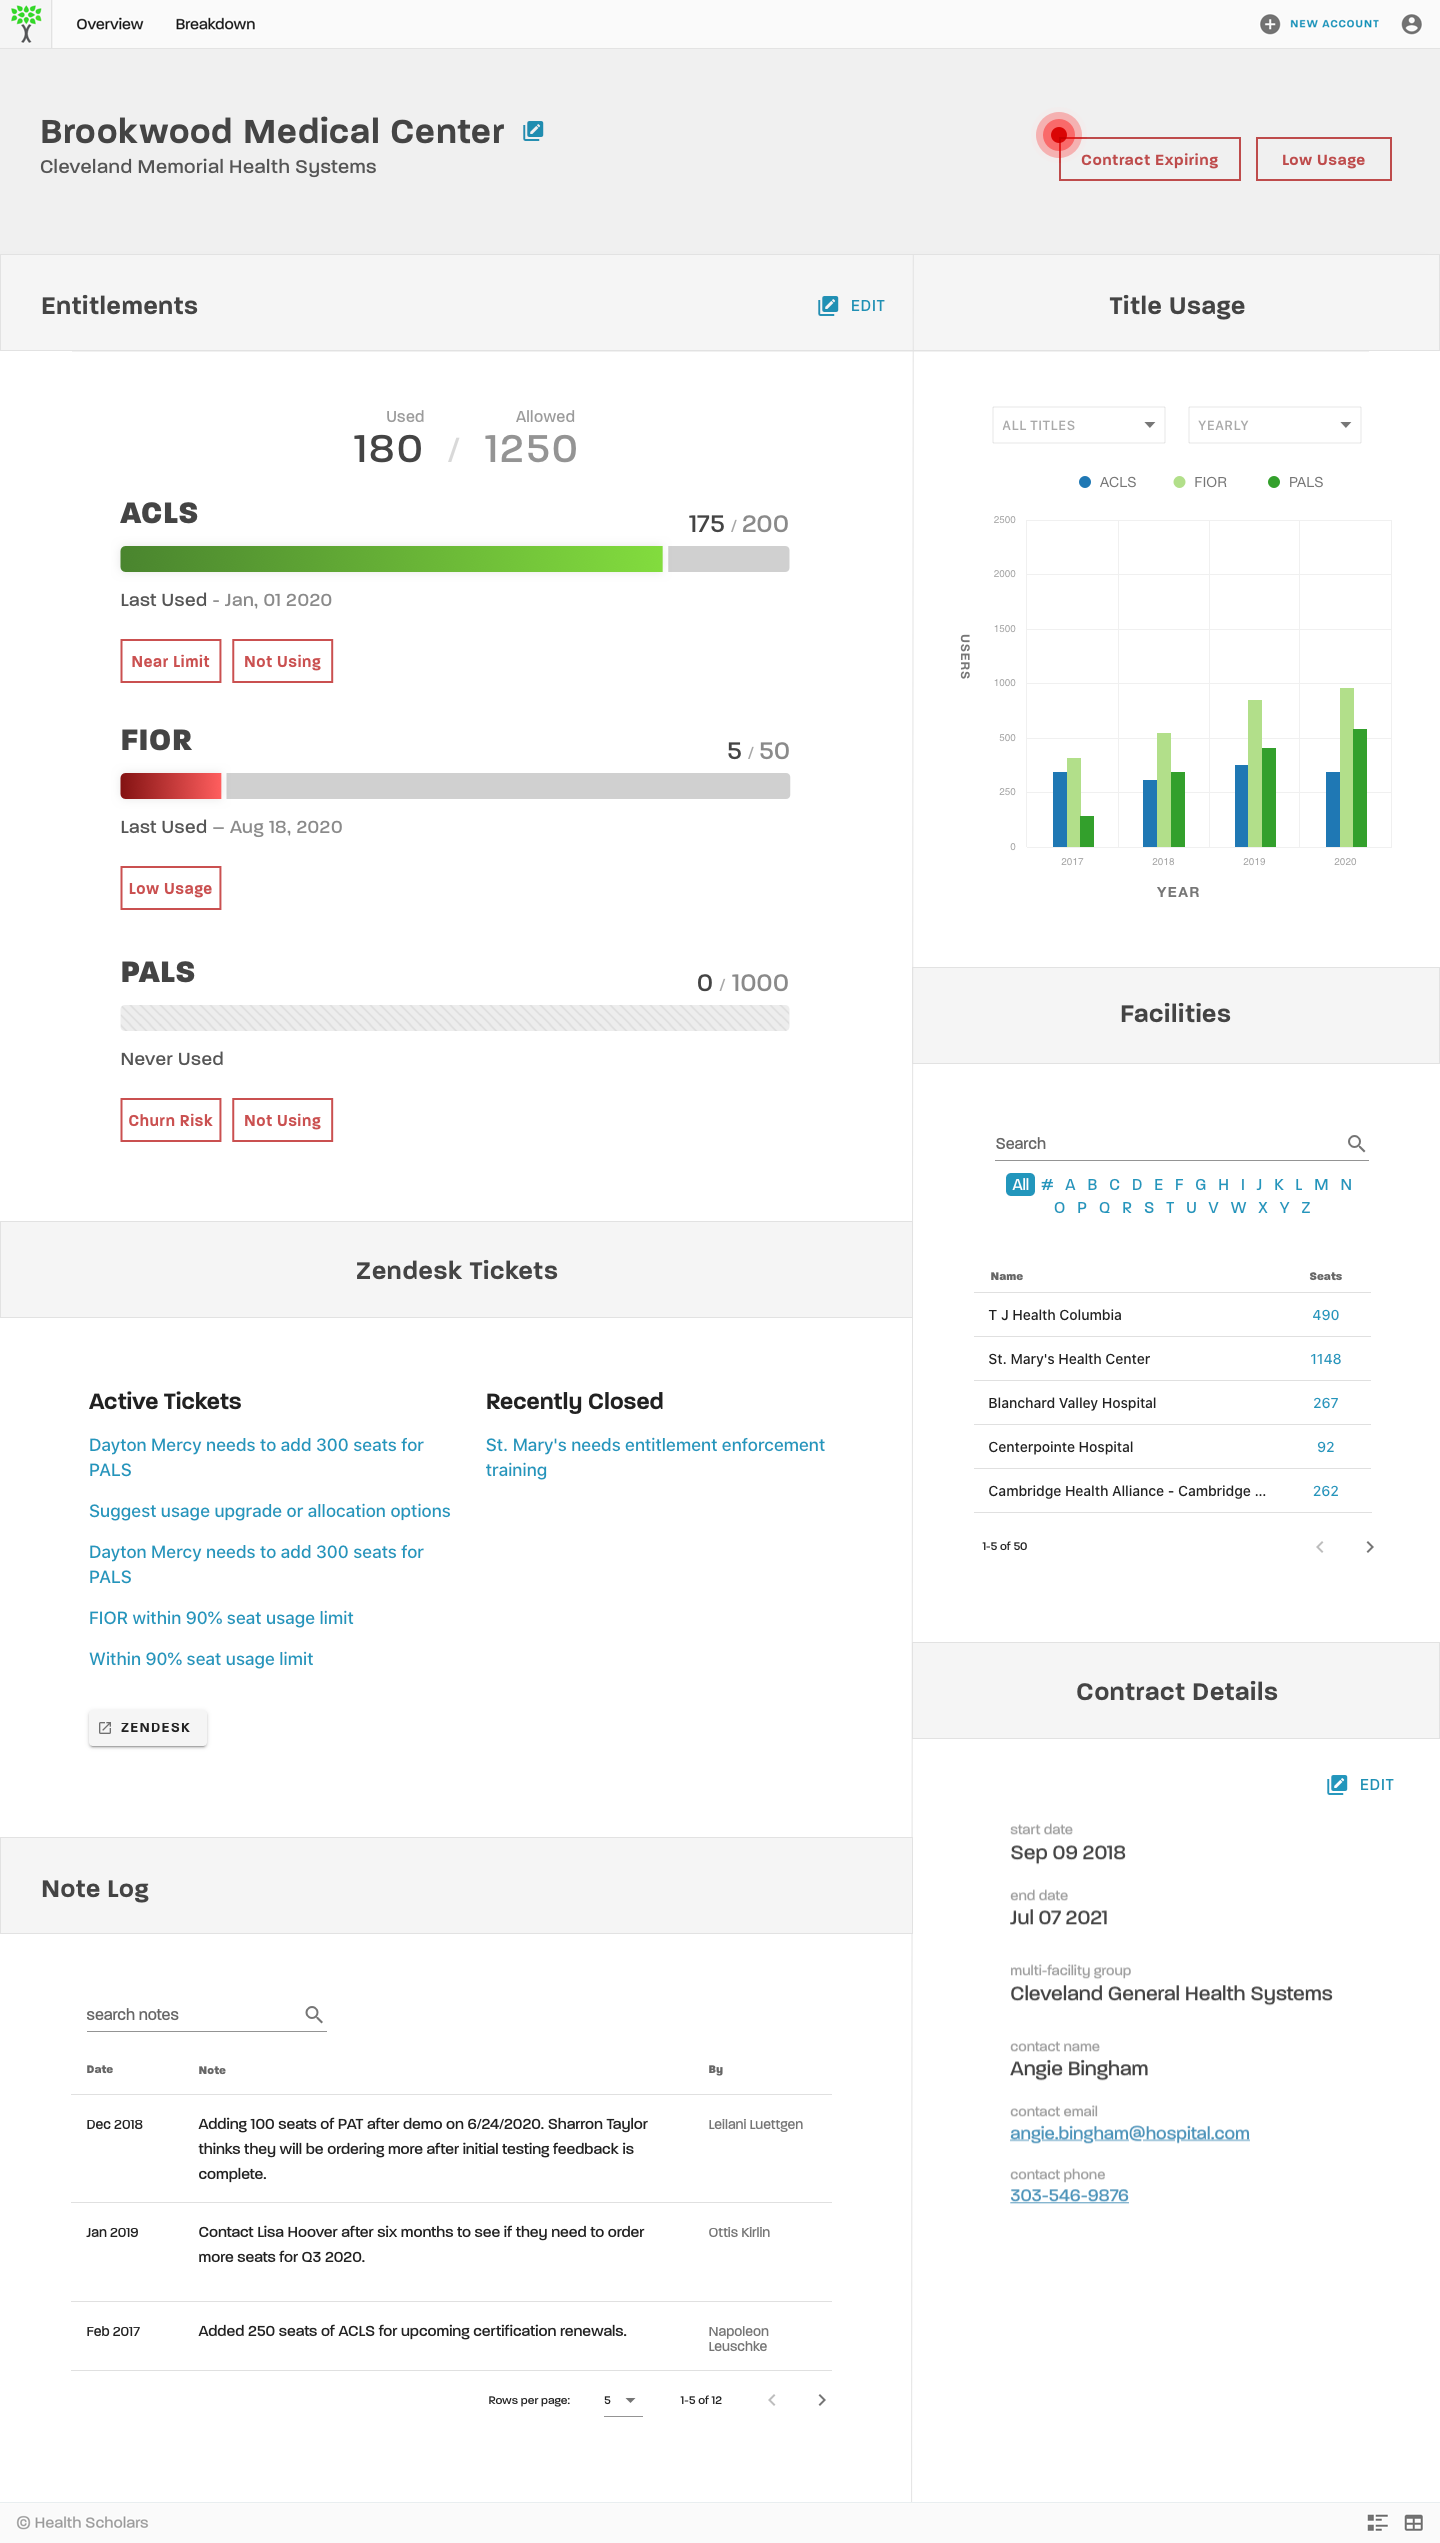 Overview
Breakdown
NEW ACCOUNT
Brookwood Medical Center
Cleveland Memorial Health Systems
Contract Expiring
Low Usage
Entitlements
EDIT
Used
Allowed
180 / 1250
ACLS
175 / 200
Last Used - Jan, 01 2020
Near Limit
Not Using
FIOR
5 / 50
Last Used – Aug 18, 2020
Low Usage
PALS
0 / 1000
Never Used
Churn Risk
Not Using
Title Usage
ALL TITLES
YEARLY
ACLS
FIOR
PALS
2500
2000
1500
1000
500
250
0
USERS
2017
2018
2019
2020
YEAR
Facilities
Search
All # A B C D E F G H I J K L M N
O P Q R S T U V W X Y Z
Name
Seats
T J Health Columbia
490
St. Mary's Health Center
1148
Blanchard Valley Hospital
267
Centerpointe Hospital
92
Cambridge Health Alliance - Cambridge ...
262
1-5 of 50
Zendesk Tickets
Active Tickets
Dayton Mercy needs to add 300 seats for
PALS
Suggest usage upgrade or allocation options
Dayton Mercy needs to add 300 seats for
PALS
FIOR within 90% seat usage limit
Within 90% seat usage limit
ZENDESK
Recently Closed
St. Mary's needs entitlement enforcement
training
Contract Details
EDIT
start date
Sep 09 2018
end date
Jul 07 2021
multi-facility group
Cleveland General Health Systems
contact name
Angie Bingham
contact email
angie.bingham@hospital.com
contact phone
303-546-9876
Note Log
search notes
Date
Note
By
Dec 2018
Adding 100 seats of PAT after demo on 6/24/2020. Sharron Taylor
thinks they will be ordering more after initial testing feedback is
complete.
Leilani Luettgen
Jan 2019
Contact Lisa Hoover after six months to see if they need to order
more seats for Q3 2020.
Ottis Kirlin
Feb 2017
Added 250 seats of ACLS for upcoming certification renewals.
Napoleon
Leuschke
Rows per page:
5
1-5 of 12
© Health Scholars